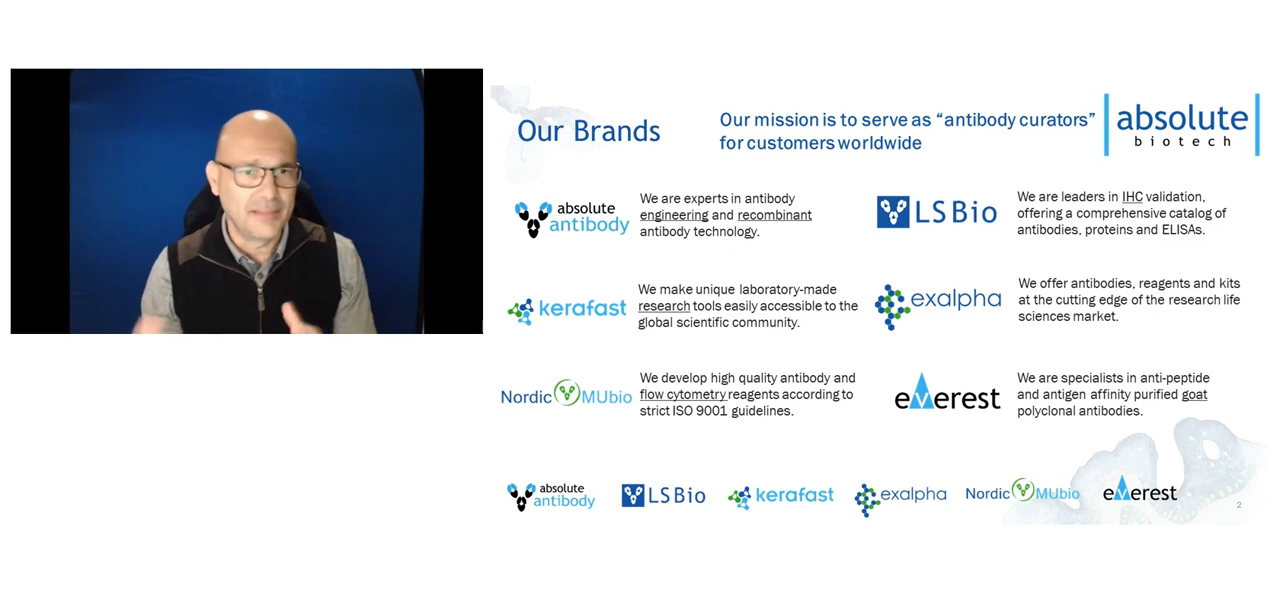 Our Brands
Our mission is to serve as “antibody curators”
for customers worldwide
absolute
biotech
absolute
antibody
We are experts in antibody
engineering and recombinant
antibody technology.
LSBio
We are leaders in IHC validation,
offering a comprehensive catalog of
antibodies, proteins and ELISAs.
kerafast
We make unique laboratory-made
research tools easily accessible to the
global scientific community.
exalpha
We offer antibodies, reagents and kits
at the cutting edge of the research life
sciences market.
Nordic MUbio
We develop high quality antibody and
flow cytometry reagents according to
strict ISO 9001 guidelines.
everest
We are specialists in anti-peptide
and antigen affinity purified goat
polyclonal antibodies.
absolute
antibody
LSBio
kerafast
exalpha
Nordic MUbio
everest
2